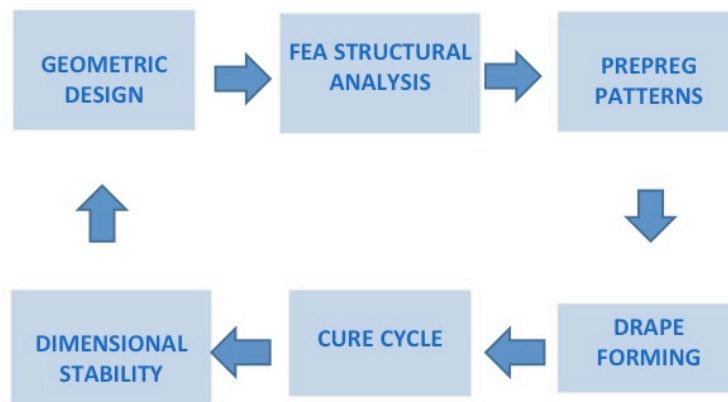 GEOMETRIC
DESIGN
FEA STRUCTURAL
ANALYSIS
PREPREG
PATTERNS
DRAPE
FORMING
CURE CYCLE
DIMENSIONAL
STABILITY